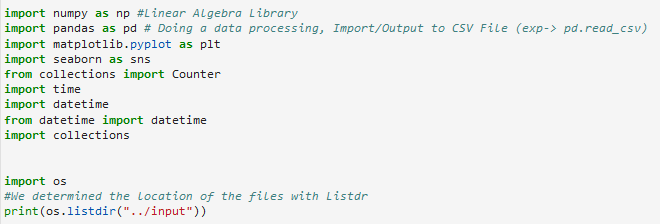 import numpy as np #Linear Algebra Library
import pandas as pd # Doing a data processing, Import/Output to CSV File (exp-> pd.read_csv)
import matplotlib.pyplot as plt
import seaborn as sns
from collections import Counter
import time
import datetime
from datetime import datetime
import collections
import os
#We determined the location of the files with Listdr
print(os.listdir("../input"))